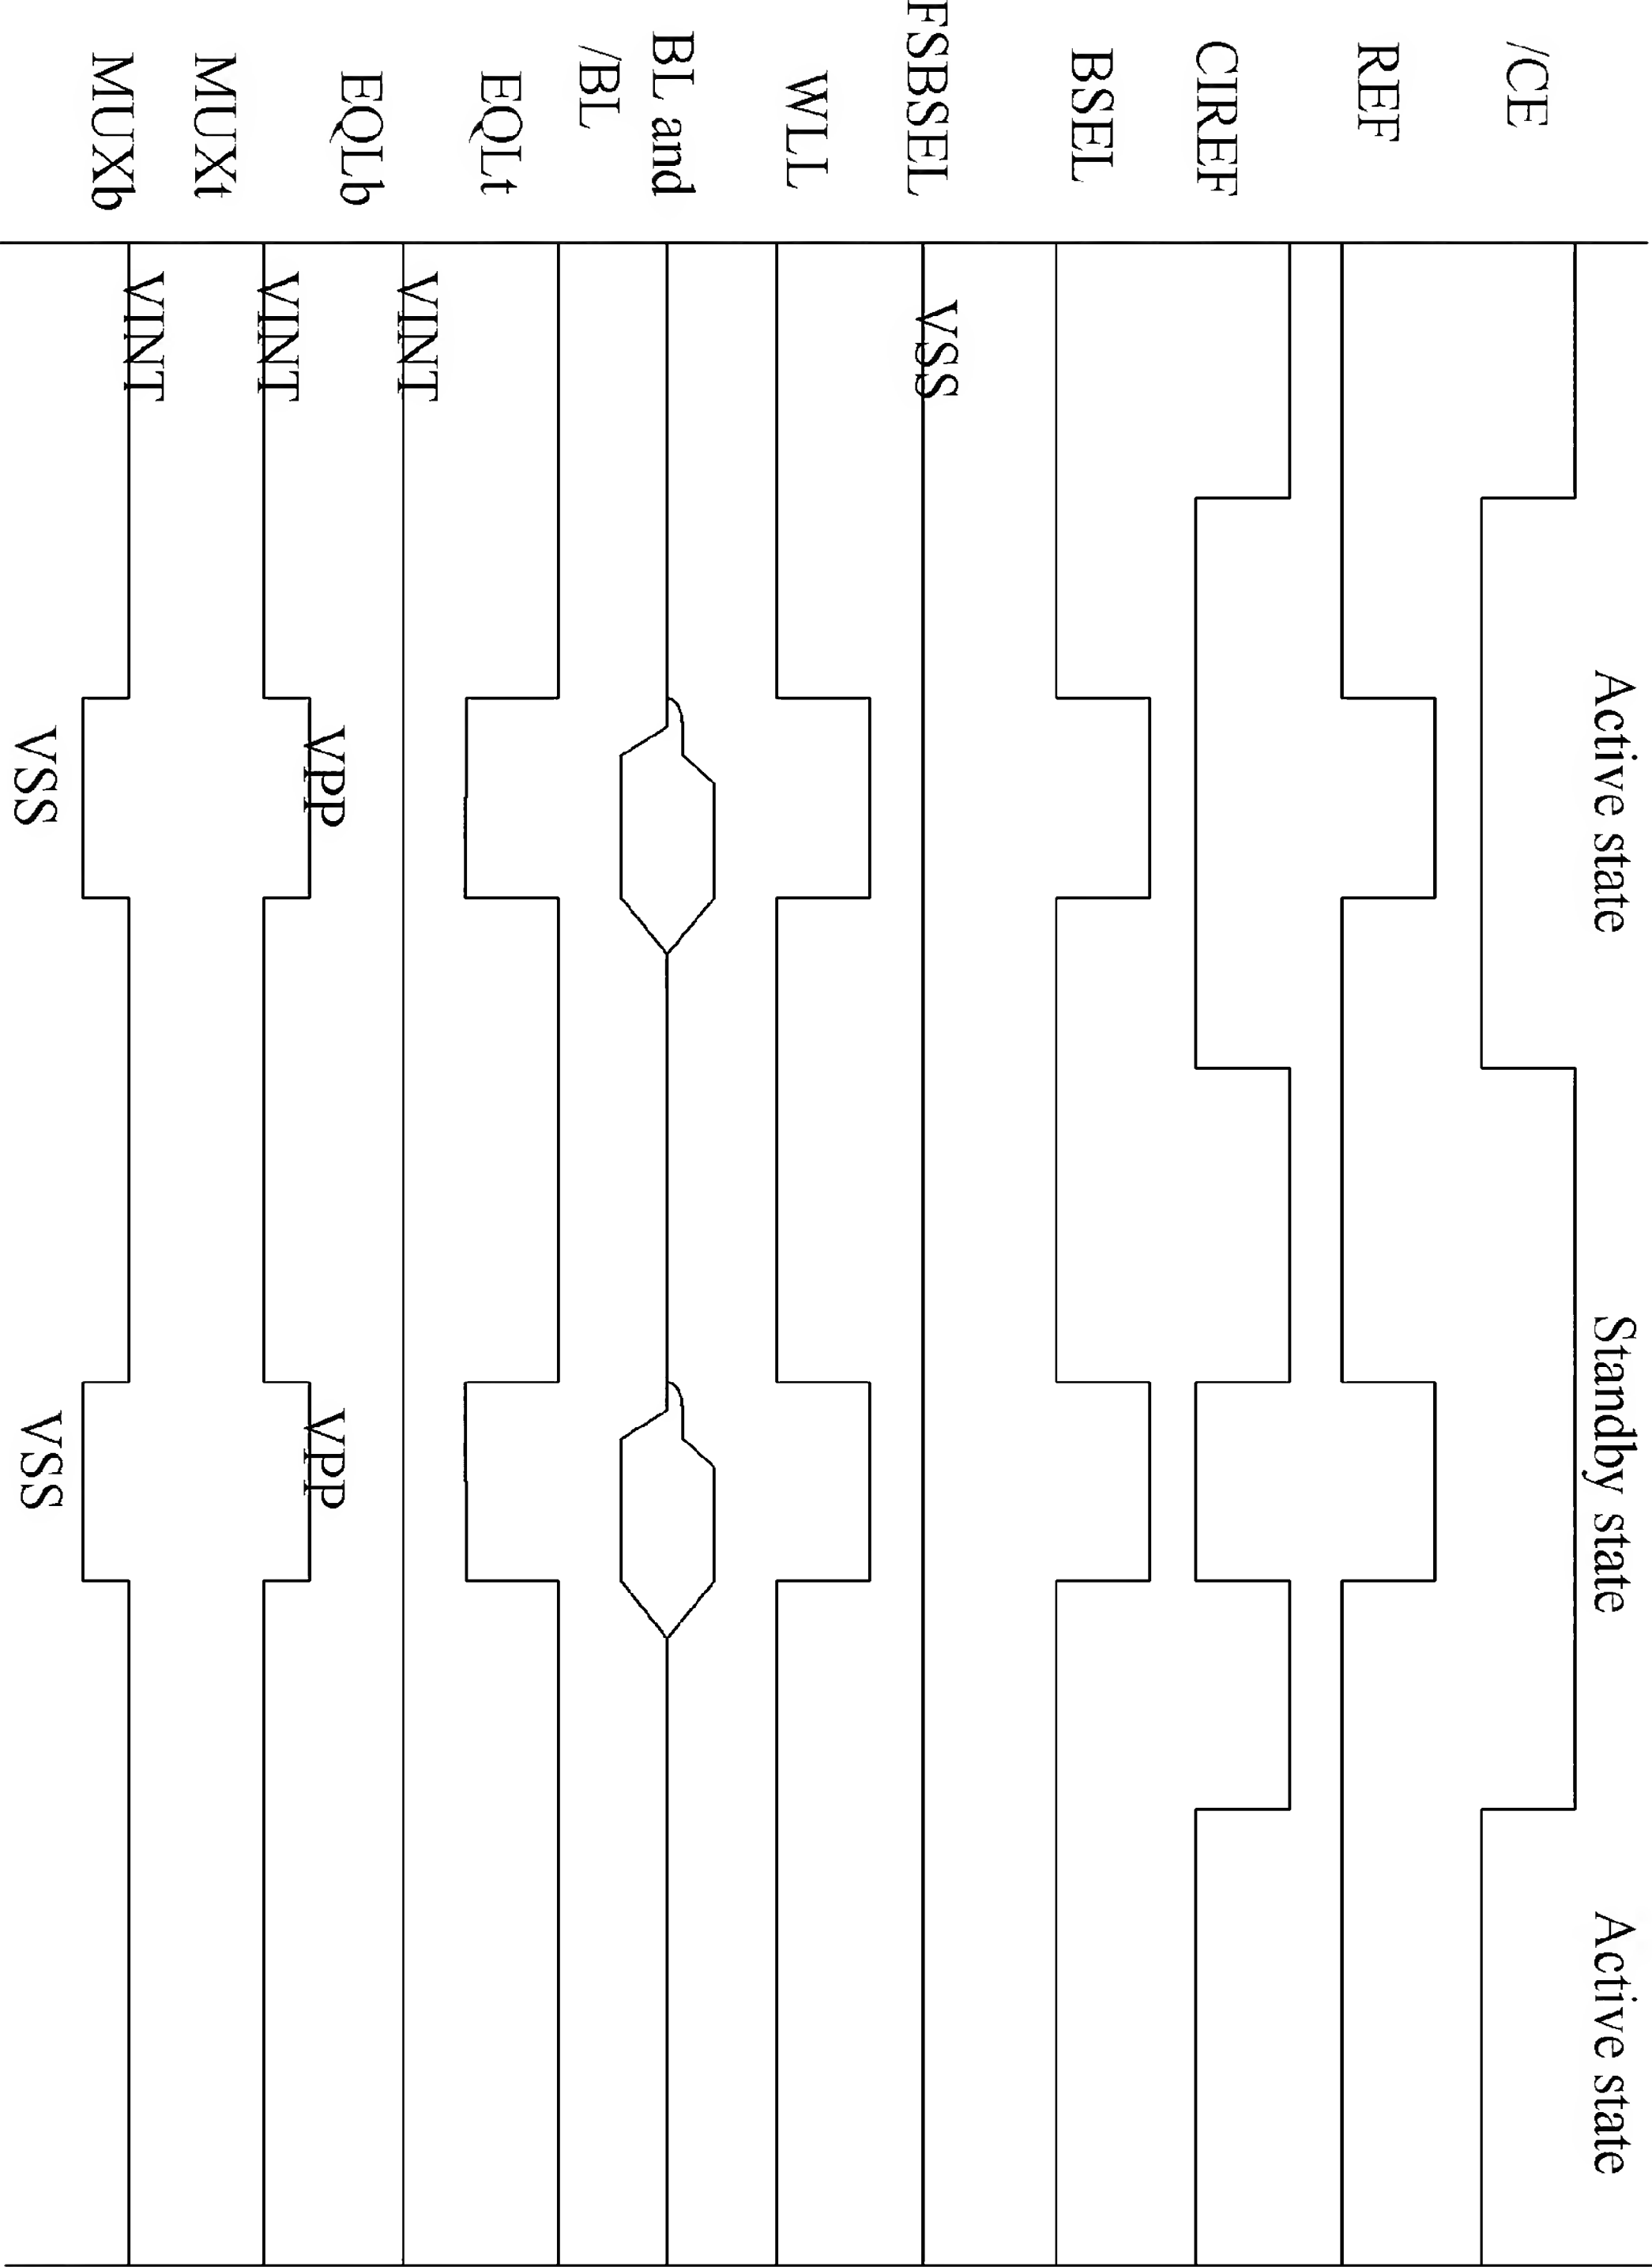 Active state
Standby state
Active state
/CE
REF
CIREF
BSEL
FSBSEL
VSS
WLL
BL and
/BL
EQLt
EQLb
VINT
MUXt
VINT
VPP
VPP
MUXb
VINT
VSS
VSS